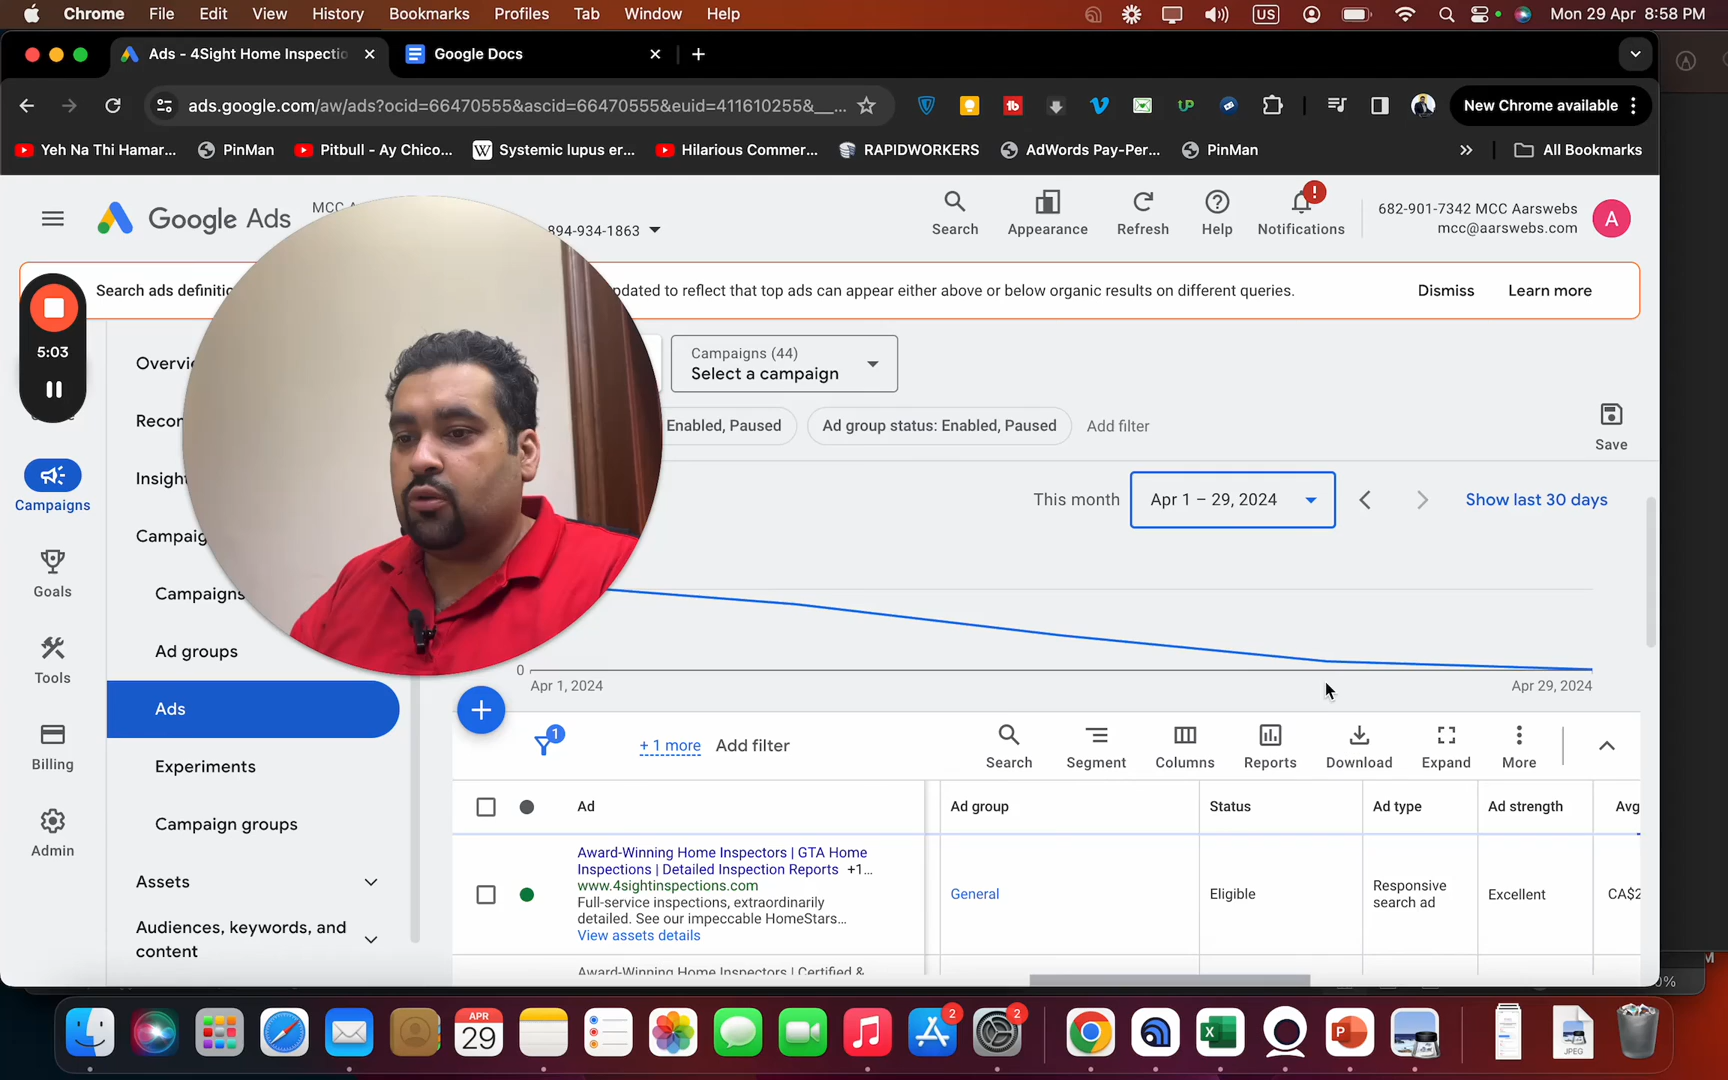 Chrome File Edit View History Bookmarks Profiles Tab Window Help US Mon 29 Apr 8:58 PM
Ads - 4Sight Home Inspectio Google Docs
ads.google.com/aw/ads?ocid=66470555&ascid=66470555&euid=411610255&__... New Chrome available
Yeh Na Thi Hamar... PinMan Pitbull - Ay Chico... Systemic lupus er... Hilarious Commer... RAPIDWORKERS AdWords Pay-Per... PinMan All Bookmarks
Google Ads MCC
894-934-1863
Search Appearance Refresh Help Notifications
682-901-7342 MCC Aarswebs
mcc@aarswebs.com
A
Search ads definiti pdated to reflect that top ads can appear either above or below organic results on different queries. Dismiss Learn more
5:03
Campaigns
Goals
Tools
Billing
Admin
Overvie
Recor
Insigh
Campaig
Campaigns
Ad groups
Ads
Experiments
Campaign groups
Assets
Audiences, keywords, and
content
Campaigns (44)
Select a campaign
Enabled, Paused Ad group status: Enabled, Paused Add filter
Save
This month Apr 1 – 29, 2024 Show last 30 days
0
Apr 1, 2024 Apr 29, 2024
1
+ 1 more Add filter
Search Segment Columns Reports Download Expand More
Ad Ad group Status Ad type Ad strength Avg
Award-Winning Home Inspectors | GTA Home
Inspections | Detailed Inspection Reports +1...
www.4sightinspections.com
Full-service inspections, extraordinarily
detailed. See our impeccable HomeStars...
View assets details
General Eligible
Responsive
search ad
Excellent CA$2
Award-Winning Home Inspectors | Certified &
M
0%
APR
29
2
2
JPEG